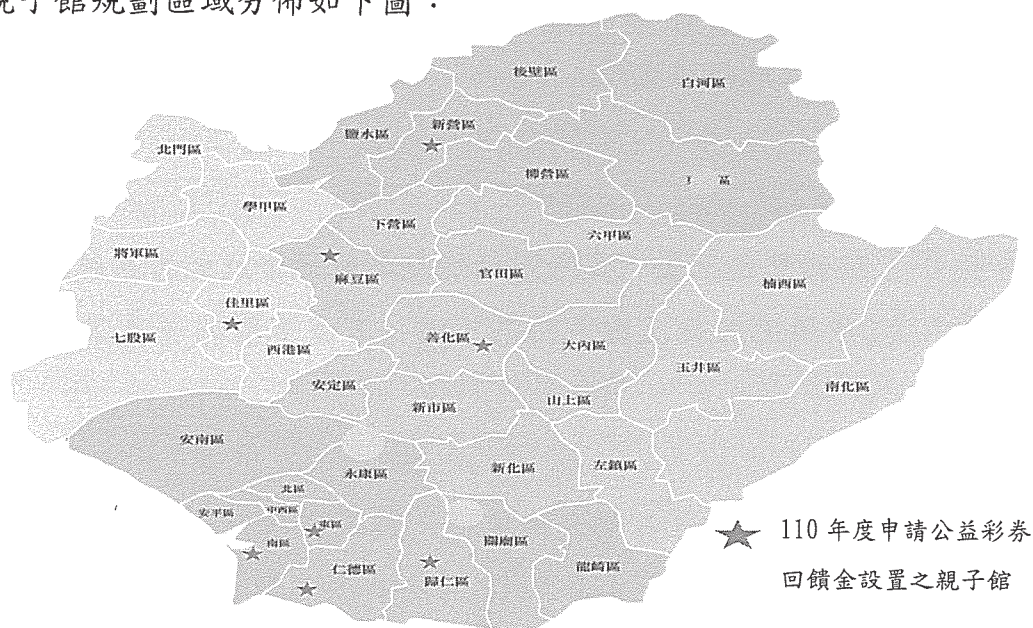 親子館規劃區域分佈如下圖：
後壁區
白河區
新營區
鹽水區
北門區
柳營區
區
學甲區
下營區
六甲區
將軍區
麻豆區
官田區
楠西區
佳里區
七股區
善化區
大內區
西港區
玉井區
安定區
南化區
新市區
山上區
安南區
永康區
新化區
左鎮區
北區
安平區
中西區
東區
南區
關廟區
仁德區
歸仁區
龍崎區
110 年度申請公益彩券
回饋金設置之親子館